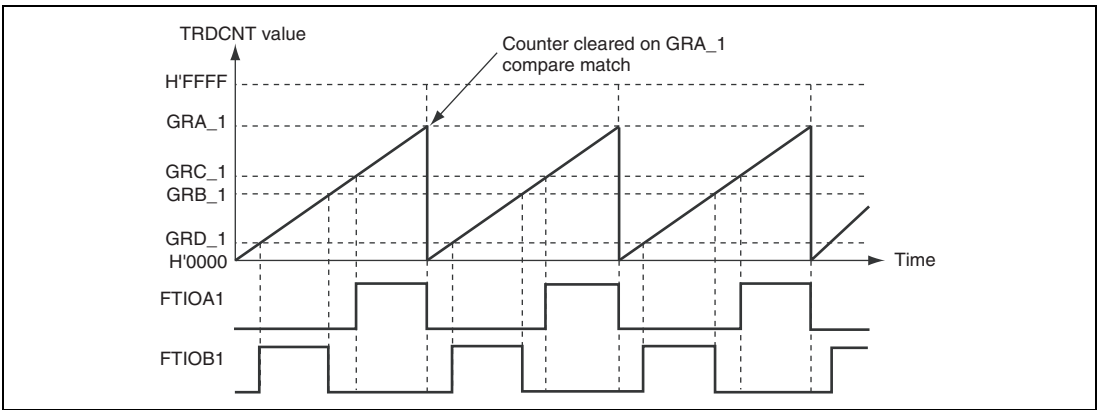 TRDCNT value
Counter cleared on GRA_1
compare match
H'FFFF
GRA_1
GRC_1
GRB_1
GRD_1
H'0000
Time
FTIOA1
FTIOB1